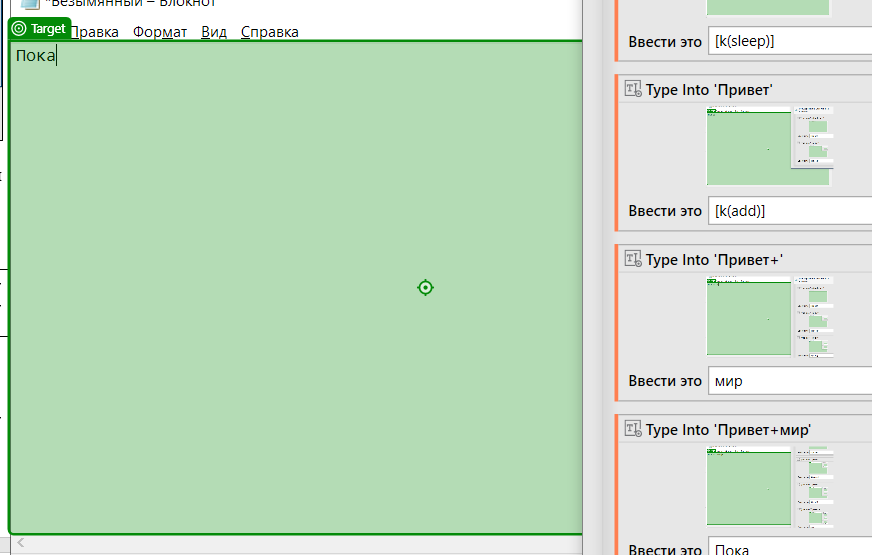 *Безымянный – Блокнот
Target
Правка Формат Вид Справка
Пока
Ввести это [k(sleep)]
Type Into 'Привет'
Ввести это [k(add)]
Type Into 'Привет+'
Ввести это мир
Type Into 'Привет+мир'
Ввести это Пока